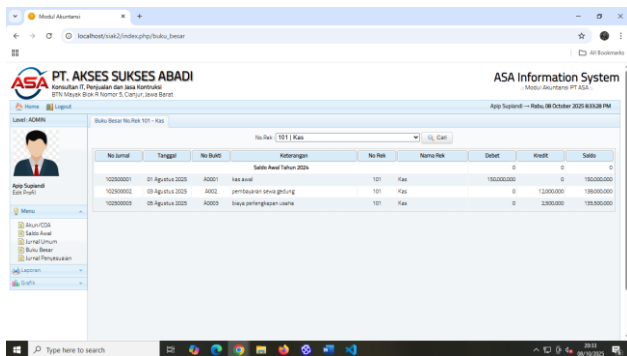 Modul Akuntansi
localhost/siak2/index.php/buku_besar
All Bookmarks
ASA
PT. AKSES SUKSES ABADI
Konsultan IT, Penjualan dan Jasa Kontruksi
BTN Mayak Blok R Nomor 5, Cianjur, Jawa Barat
ASA Information System
.: Modul Akuntansi PT ASA :.
Home Logout
Apip Supiandi --- Rabu, 08 October 2025 8:33:28 PM
Level : ADMIN
Buku Besar No.Rek 101 - Kas
No.Rek : 101 | Kas Cari
No.Jurnal Tanggal No.Bukti Keterangan No.Rek Nama Rek Debet Kredit Saldo
Saldo Awal Tahun 2024 0 0 0
102500001 01 Agustus 2025 A0001 kas awal 101 Kas 150,000,000 0 150,000,000
102500002 03 Agustus 2025 A002 pembayaran sewa gedung 101 Kas 0 12,000,000 138,000,000
102500003 05 Agustus 2025 A0003 biaya perlengkapan usaha 101 Kas 0 2,500,000 135,500,000
Apip Supiandi
Edit Profil
Menu
Akun/COA
Saldo Awal
Jurnal Umum
Buku Besar
Jurnal Penyesuaian
Laporan
Grafik
Type here to search
20:33
08/10/2025